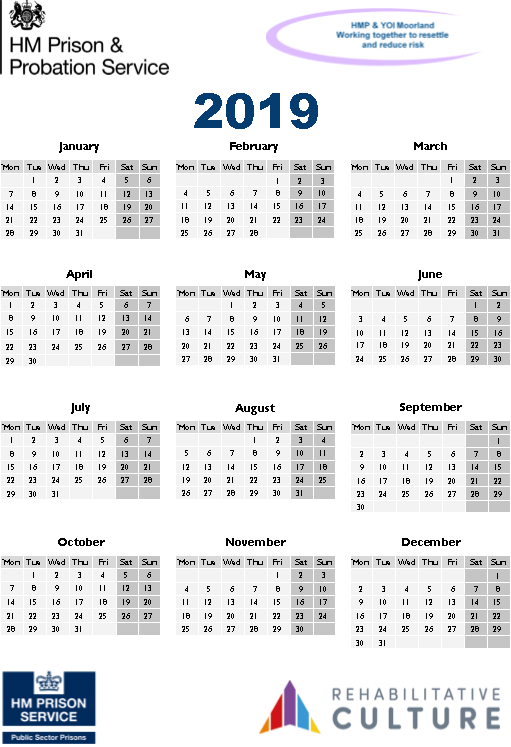 HM Prison &
Probation Service
HMP & YOI Moorland
Working together to resettle
and reduce risk
2019
January
Mon Tue Wed Thu Fri Sat Sun
1 2 3 4 5 6
7 8 9 10 11 12 13
14 15 16 17 18 19 20
21 22 23 24 25 26 27
28 29 30 31
February
Mon Tue Wed Thu Fri Sat Sun
1 2 3
4 5 6 7 8 9 10
11 12 13 14 15 16 17
18 19 20 21 22 23 24
25 26 27 28
March
Mon Tue Wed Thu Fri Sat Sun
1 2 3
4 5 6 7 8 9 10
11 12 13 14 15 16 17
18 19 20 21 22 23 24
25 26 27 28 29 30 31
April
Mon Tue Wed Thu Fri Sat Sun
1 2 3 4 5 6 7
8 9 10 11 12 13 14
15 16 17 18 19 20 21
22 23 24 25 26 27 28
29 30
May
Mon Tue Wed Thu Fri Sat Sun
1 2 3 4 5
6 7 8 9 10 11 12
13 14 15 16 17 18 19
20 21 22 23 24 25 26
27 28 29 30 31
June
Mon Tue Wed Thu Fri Sat Sun
1 2
3 4 5 6 7 8 9
10 11 12 13 14 15 16
17 18 19 20 21 22 23
24 25 26 27 28 29 30
July
Mon Tue Wed Thu Fri Sat Sun
1 2 3 4 5 6 7
8 9 10 11 12 13 14
15 16 17 18 19 20 21
22 23 24 25 26 27 28
29 30 31
August
Mon Tue Wed Thu Fri Sat Sun
1 2 3 4
5 6 7 8 9 10 11
12 13 14 15 16 17 18
19 20 21 22 23 24 25
26 27 28 29 30 31
September
Mon Tue Wed Thu Fri Sat Sun
1
2 3 4 5 6 7 8
9 10 11 12 13 14 15
16 17 18 19 20 21 22
23 24 25 26 27 28 29
30
October
Mon Tue Wed Thu Fri Sat Sun
1 2 3 4 5 6
7 8 9 10 11 12 13
14 15 16 17 18 19 20
21 22 23 24 25 26 27
28 29 30 31
November
Mon Tue Wed Thu Fri Sat Sun
1 2 3
4 5 6 7 8 9 10
11 12 13 14 15 16 17
18 19 20 21 22 23 24
25 26 27 28 29 30
December
Mon Tue Wed Thu Fri Sat Sun
1
2 3 4 5 6 7 8
9 10 11 12 13 14 15
16 17 18 19 20 21 22
23 24 25 26 27 28 29
30 31
HM PRISON
SERVICE
Public Sector Prisons
REHABILITATIVE
CULTURE